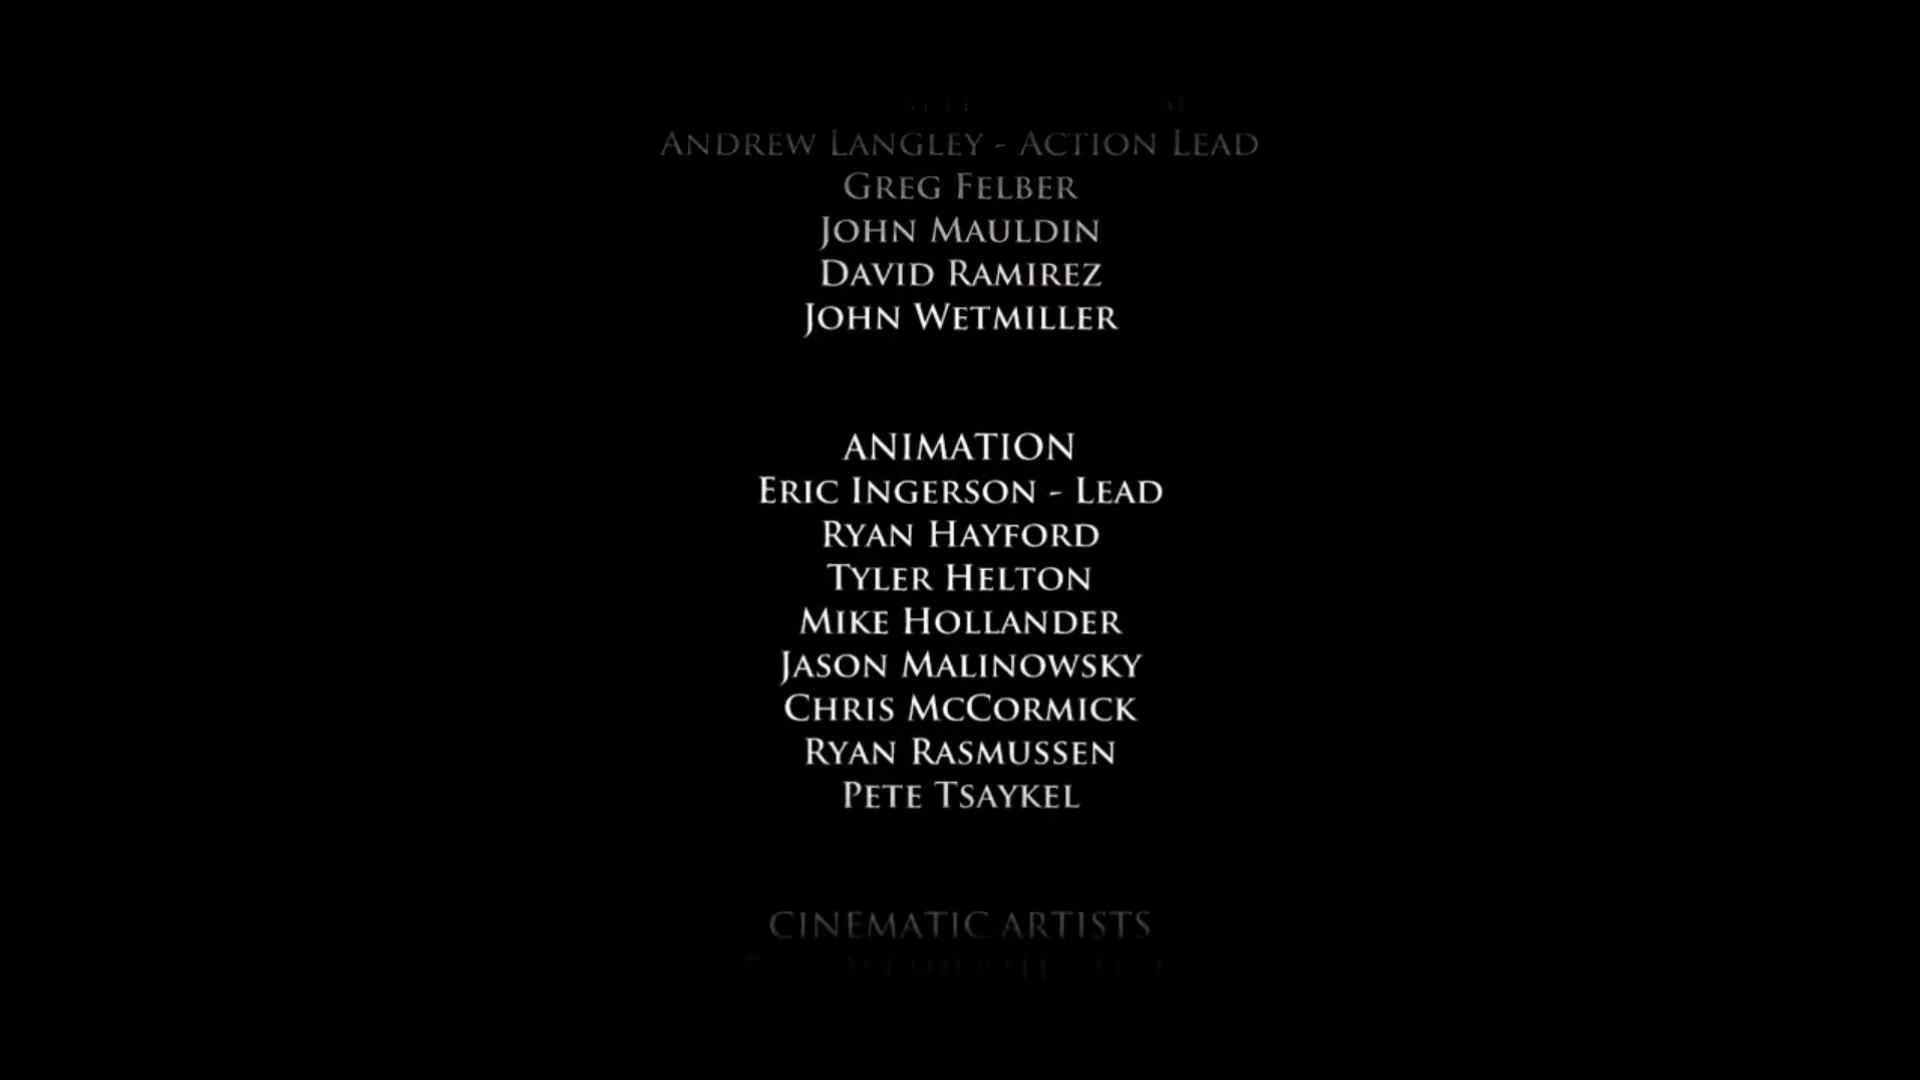 Andrew Langley - Action Lead
Greg Felber
John Mauldin
David Ramirez
John Wetmiller
ANIMATION
Eric Ingerson - Lead
Ryan Hayford
Tyler Helton
Mike Hollander
Jason Malinowsky
Chris McCormick
Ryan Rasmussen
Pete Tsaykel
CINEMATIC ARTISTS